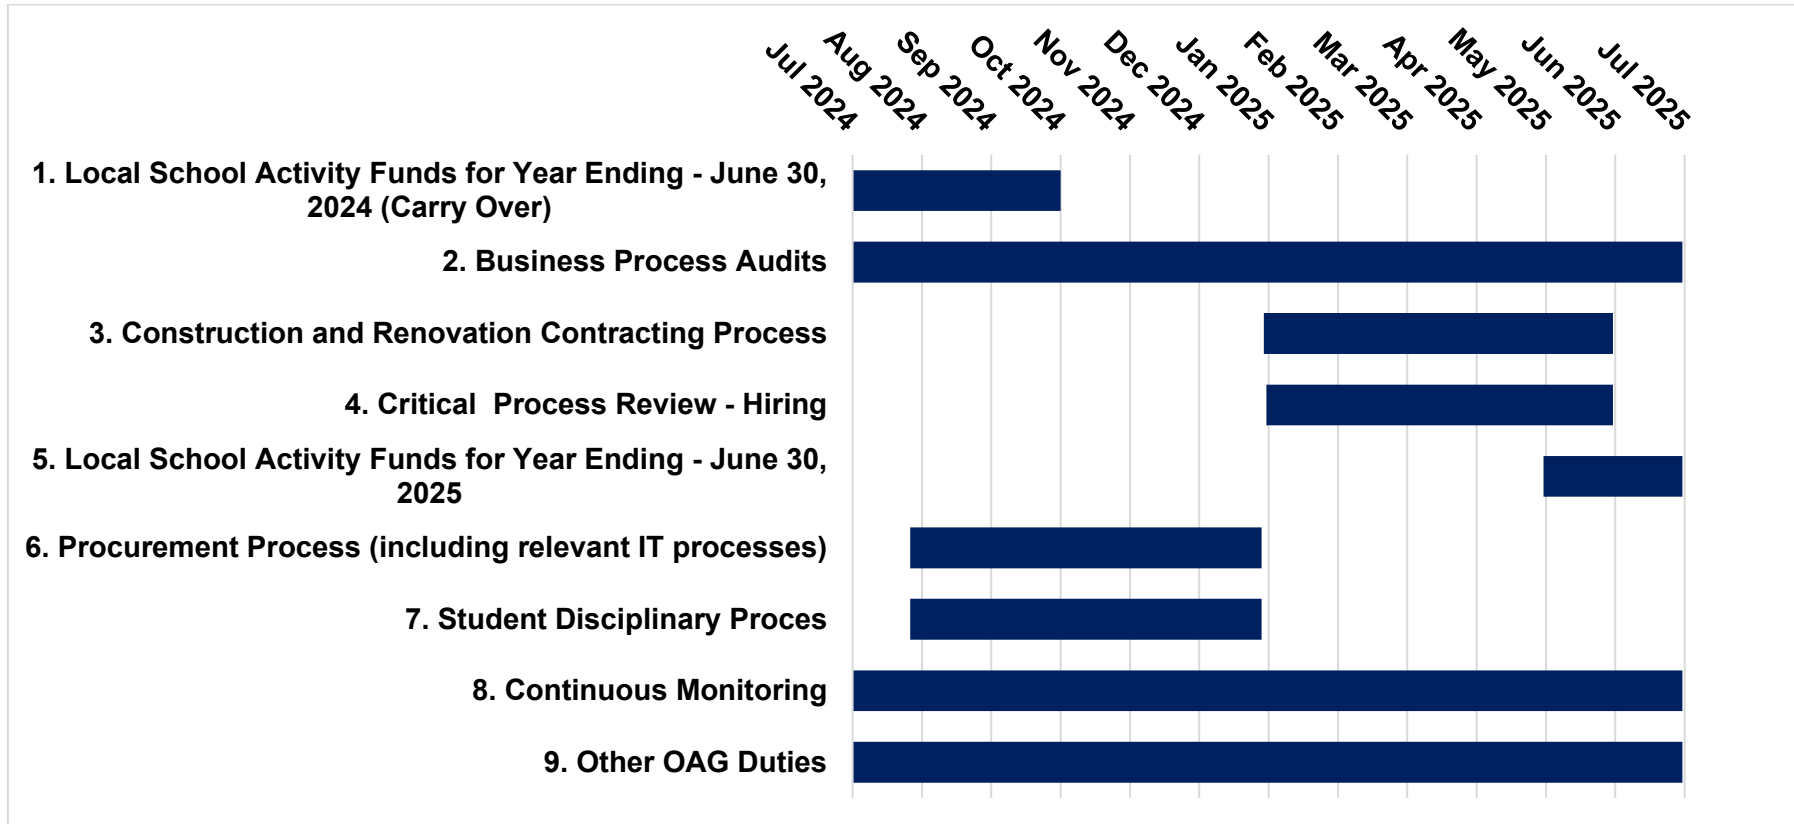 Jul 2024
Aug 2024
Sep 2024
Oct 2024
Nov 2024
Dec 2024
Jan 2025
Feb 2025
Mar 2025
Apr 2025
May 2025
Jun 2025
Jul 2025
1. Local School Activity Funds for Year Ending - June 30,
2024 (Carry Over)
2. Business Process Audits
3. Construction and Renovation Contracting Process
4. Critical  Process Review - Hiring
5. Local School Activity Funds for Year Ending - June 30,
2025
6. Procurement Process (including relevant IT processes)
7. Student Disciplinary Proces
8. Continuous Monitoring
9. Other OAG Duties